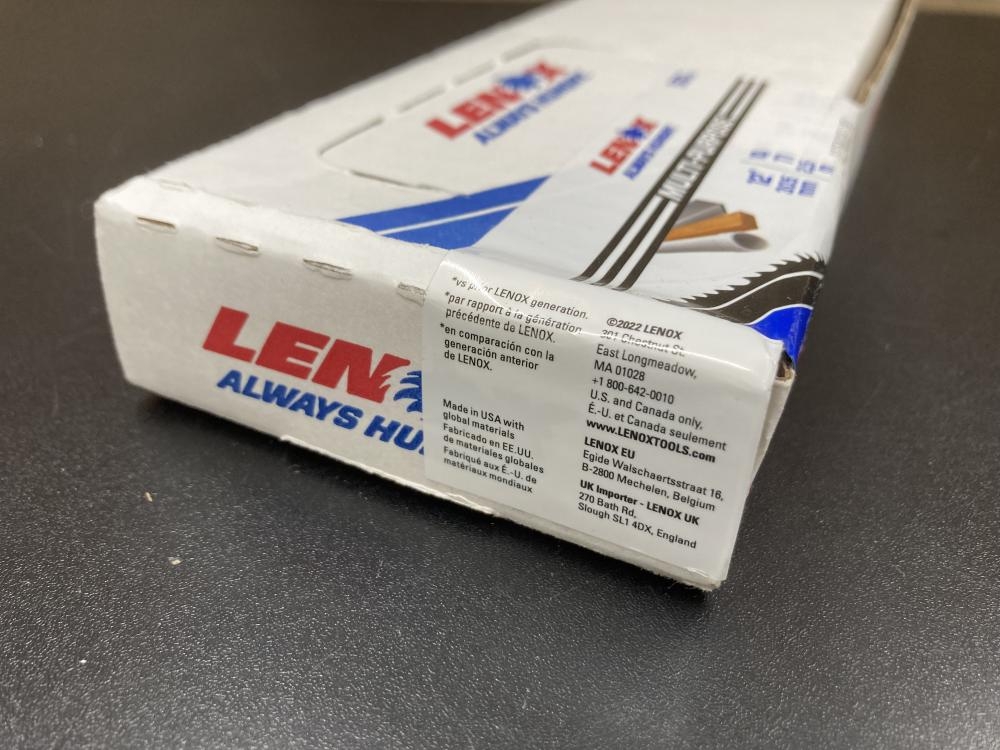 LENOX
ALWAYS HUNGRY
LENOX
ALWAYS HUNGRY
MULTI-PURPOSE
LEN
ALWAYS HU
*vs prior LENOX generation.
*par rapport à la génération
précédente de LENOX.
*en comparación con la
generación anterior
de LENOX.
Made in USA with
global materials
Fabricado en EE.UU.
de materiales globales
Fabriqué aux É.-U. de
matériaux mondiaux
©2022 LENOX
301 Chestnut St.
East Longmeadow,
MA 01028
+1 800-642-0010
U.S. and Canada only,
É.-U. et Canada seulement
www.LENOXTOOLS.com
LENOX EU
Egide Walschaertsstraat 16,
B-2800 Mechelen, Belgium
UK Importer - LENOX UK
270 Bath Rd,
Slough SL1 4DX, England